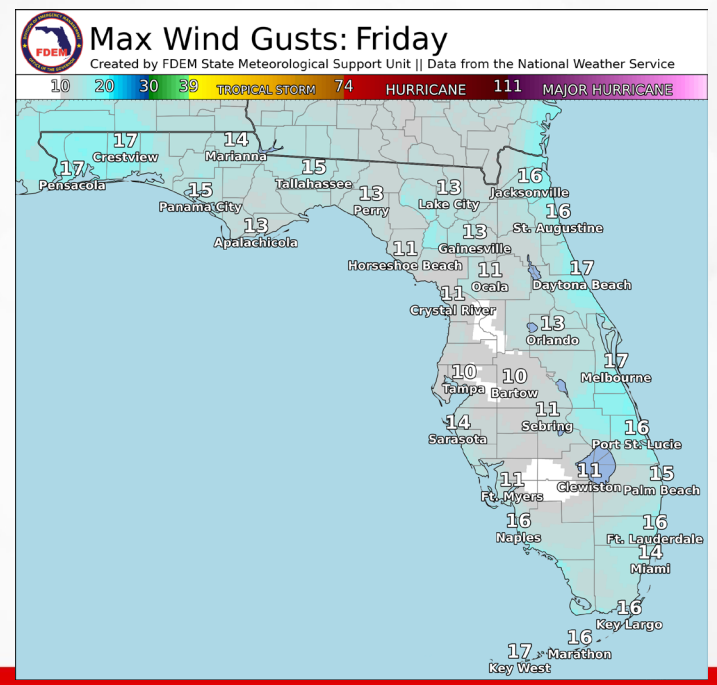 DIVISION OF EMERGENCY MANAGEMENT
FDEM
Max Wind Gusts: Friday
Created by FDEM State Meteorological Support Unit || Data from the National Weather Service
10 20 30 39 TROPICAL STORM 74 HURRICANE 111 MAJOR HURRICANE
17
Crestview
14
Marianna
17
Pensacola
15
Tallahassee
16
Jacksonville
15
Panama City
13
Perry
13
Lake City
13
Apalachicola
16
St. Augustine
13
Gainesville
11
Horseshoe Beach
11
Ocala
17
Daytona Beach
11
Crystal River
13
Orlando
17
Melbourne
10
Tampa
10
Bartow
11
Sebring
14
Sarasota
16
Port St. Lucie
11
Ft. Myers
11
Clewiston
15
Palm Beach
16
Naples
16
Ft. Lauderdale
14
Miami
16
Key Largo
16
Marathon
17
Key West